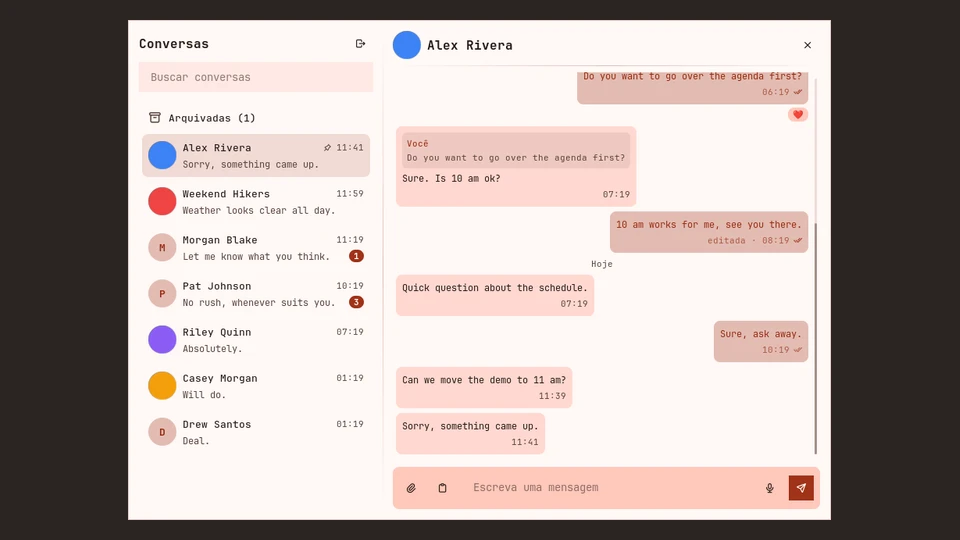 Conversas
Buscar conversas
Arquivadas (1)
Alex Rivera
11:41
Sorry, something came up.
Weekend Hikers
11:59
Weather looks clear all day.
M
Morgan Blake
11:19
Let me know what you think.
1
P
Pat Johnson
10:19
No rush, whenever suits you.
3
Riley Quinn
07:19
Absolutely.
Casey Morgan
01:19
Will do.
D
Drew Santos
01:19
Deal.
Alex Rivera
Do you want to go over the agenda first?
06:19
Você
Do you want to go over the agenda first?
Sure. Is 10 am ok?
07:19
10 am works for me, see you there.
editada · 08:19
Hoje
Quick question about the schedule.
07:19
Sure, ask away.
10:19
Can we move the demo to 11 am?
11:39
Sorry, something came up.
11:41
Escreva uma mensagem